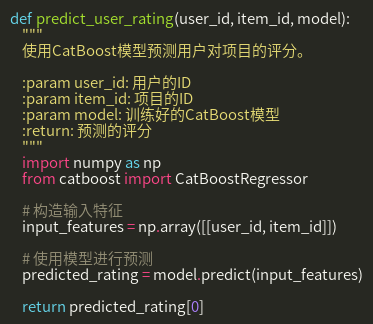 def predict_user_rating(user_id, item_id, model):
    """
    使用CatBoost模型预测用户对项目的评分。

    :param user_id: 用户的ID
    :param item_id: 项目的ID
    :param model: 训练好的CatBoost模型
    :return: 预测的评分
    """
    import numpy as np
    from catboost import CatBoostRegressor

    # 构造输入特征
    input_features = np.array([[user_id, item_id]])

    # 使用模型进行预测
    predicted_rating = model.predict(input_features)

    return predicted_rating[0]